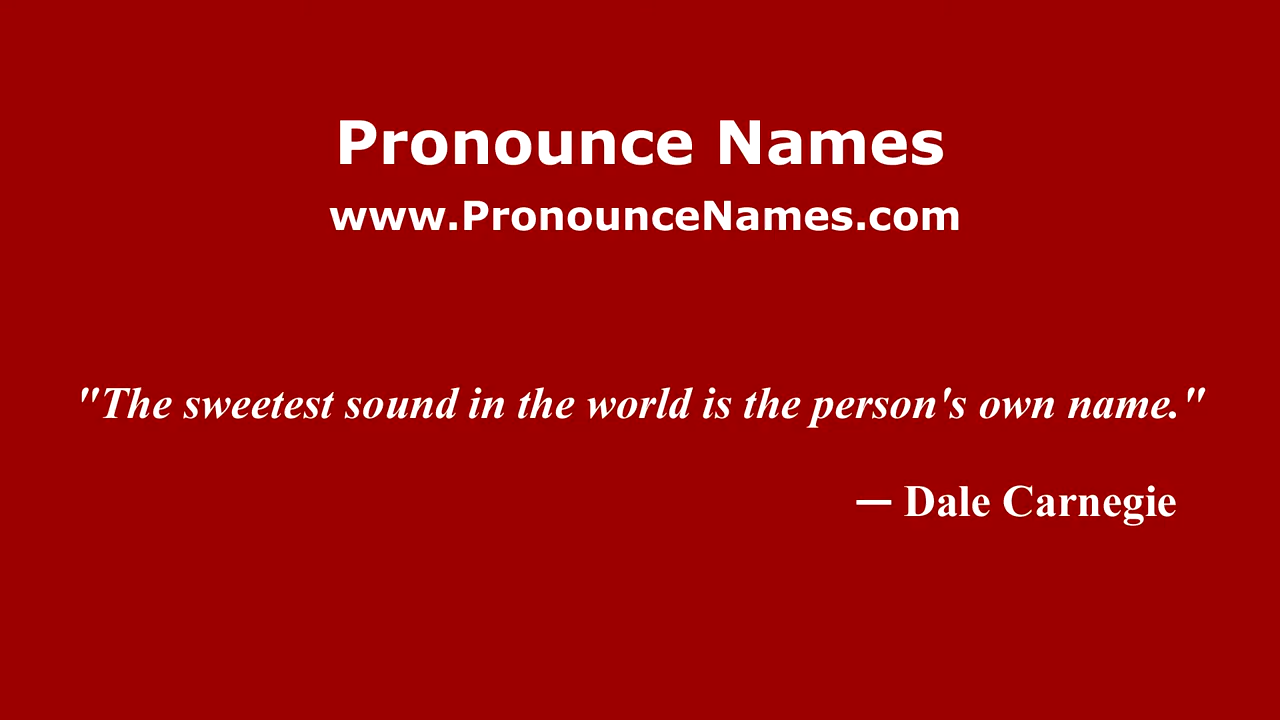 Pronounce Names
www.PronounceNames.com
"The sweetest sound in the world is the person's own name."
— Dale Carnegie